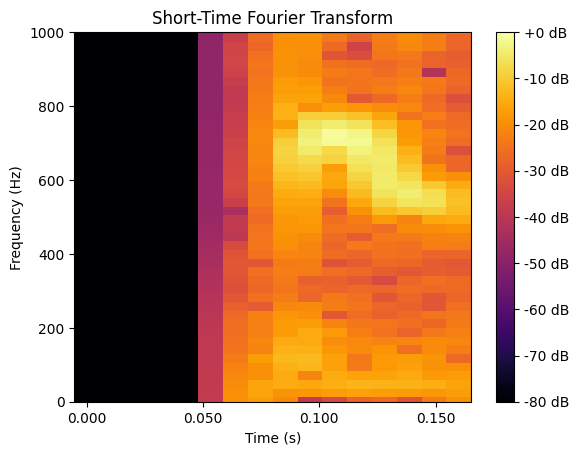 Short-Time Fourier Transform
1000
800
600
400
200
0
Frequency (Hz)
0.000
0.050
0.100
0.150
Time (s)
+0 dB
-10 dB
-20 dB
-30 dB
-40 dB
-50 dB
-60 dB
-70 dB
-80 dB